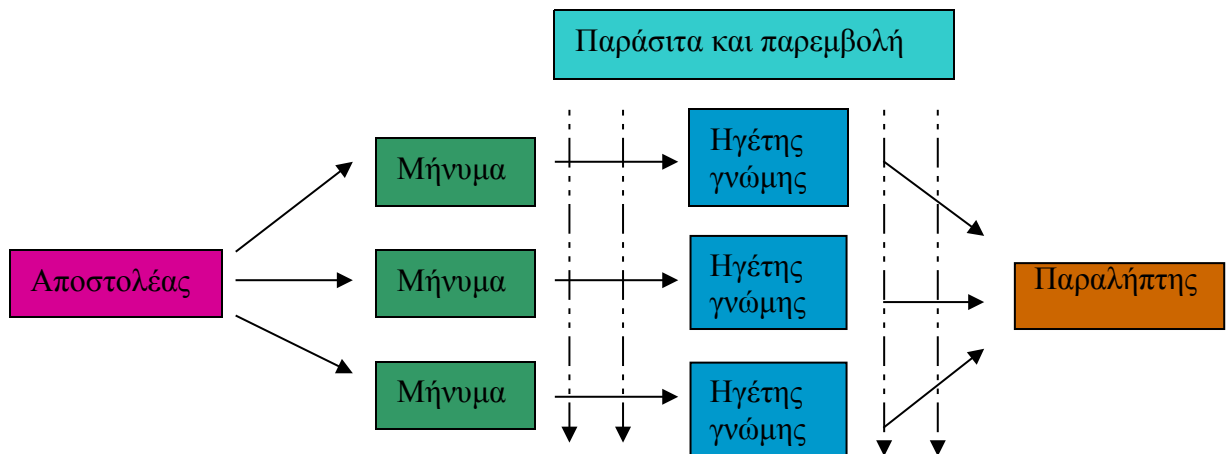 Παράσιτα και παρεμβολή
Μήνυμα
Ηγέτης
γνώμης
Αποστολέας
Μήνυμα
Ηγέτης
γνώμης
Παραλήπτης
Μήνυμα
Ηγέτης
γνώμης